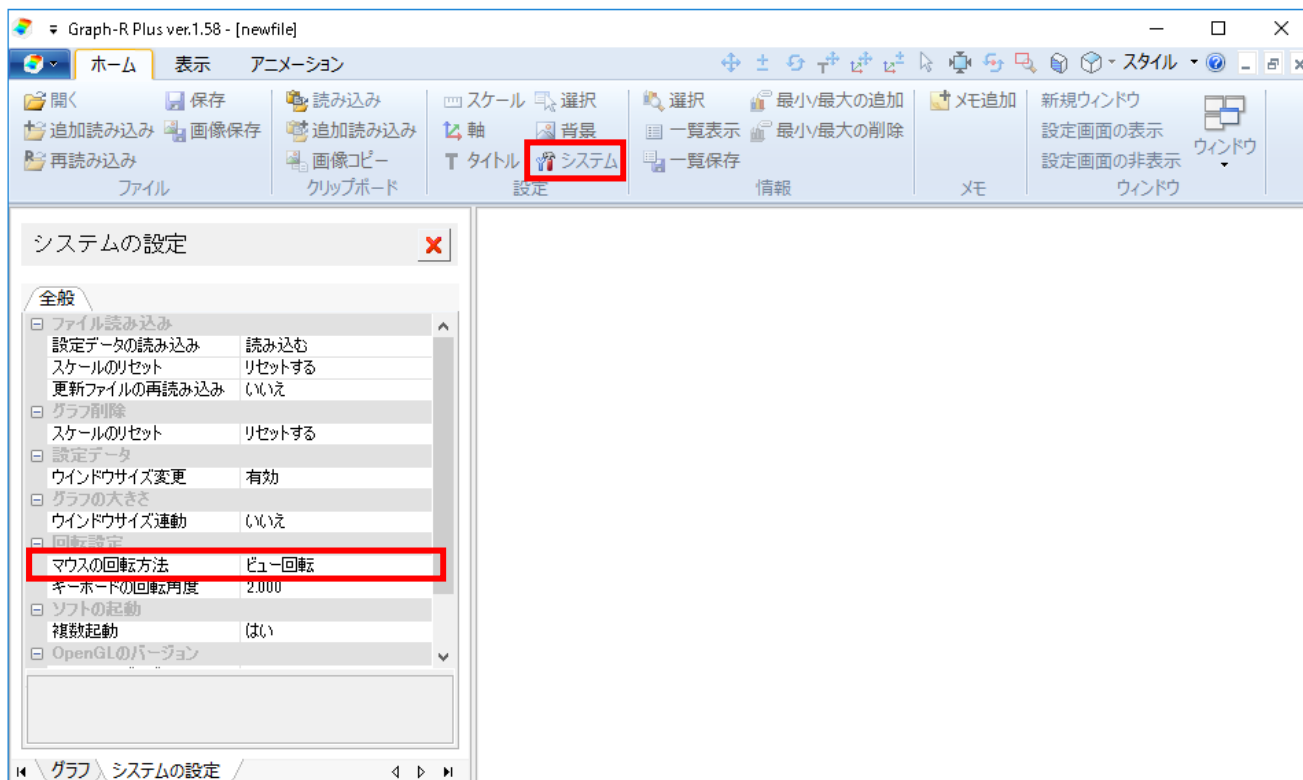 Graph-R Plus ver.1.58 - [newfile]
ホーム 表示 アニメーション スタイル
開く 保存 読み込み スケール 選択 選択 最小/最大の追加 メモ追加 新規ウィンドウ
追加読み込み 画像保存 追加読み込み 軸 背景 一覧表示 最小/最大の削除 設定画面の表示
再読み込み 画像コピー タイトル システム 一覧保存 設定画面の非表示 ウィンドウ
ファイル クリップボード 設定 情報 メモ ウィンドウ
システムの設定
全般
ファイル読み込み
設定データの読み込み 読み込む
スケールのリセット リセットする
更新ファイルの再読み込み いいえ
グラフ削除
スケールのリセット リセットする
設定データ
ウインドウサイズ変更 有効
グラフの大きさ
ウインドウサイズ連動 いいえ
回転設定
マウスの回転方法 ビュー回転
キーボードの回転角度 2.000
ソフトの起動
複数起動 はい
OpenGLのバージョン
グラフ システムの設定